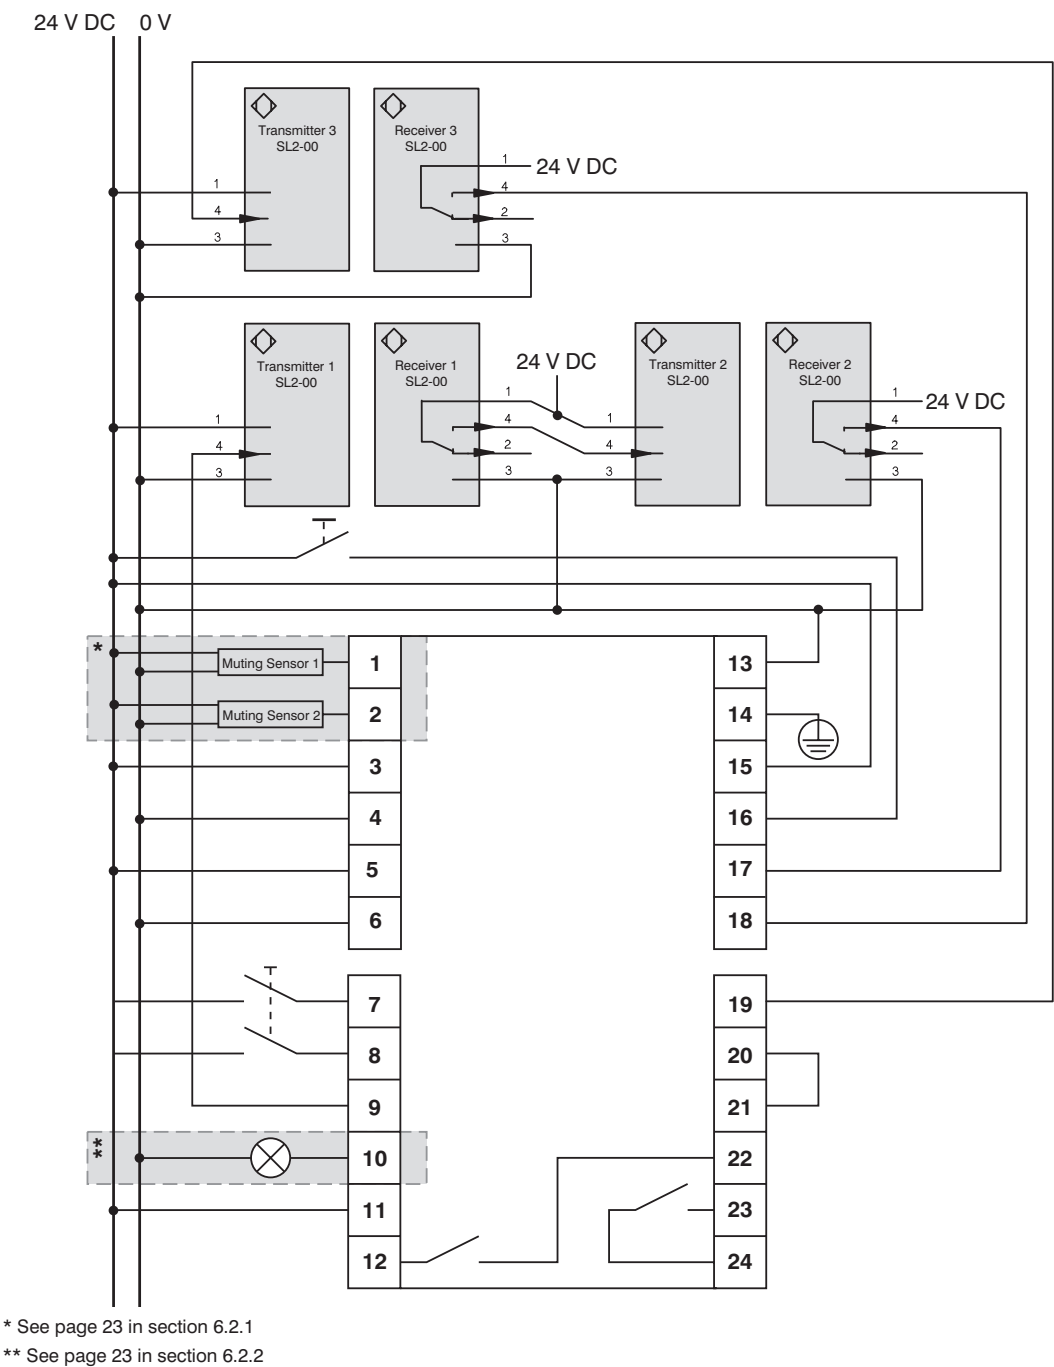 24 V DC 0 V
Transmitter 3
SL2-00
1
4
3
Receiver 3
SL2-00
1
4
2
3
24 V DC
Transmitter 1
SL2-00
1
4
3
Receiver 1
SL2-00
1
4
2
3
24 V DC
Transmitter 2
SL2-00
1
4
3
Receiver 2
SL2-00
1
4
2
3
24 V DC
*
Muting Sensor 1
1
13
Muting Sensor 2
2
14
3
15
4
16
5
17
6
18
7
19
8
20
9
21
**
10
22
11
23
12
24
* See page 23 in section 6.2.1
** See page 23 in section 6.2.2